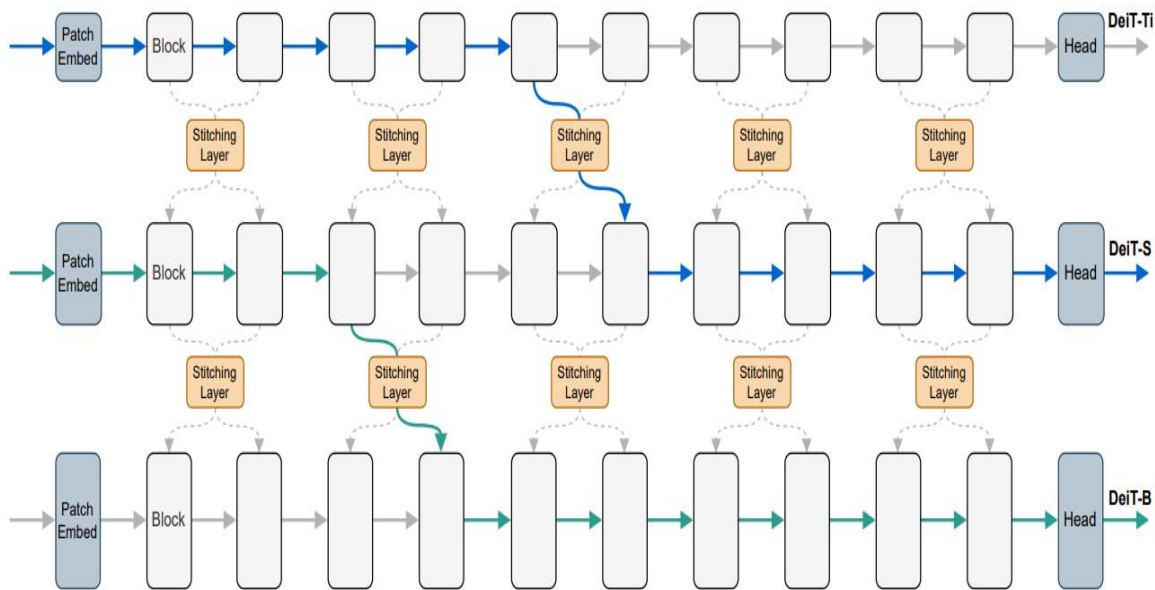 DeiT-Ti
Patch
Embed
Block
Head
Stitching
Layer
Stitching
Layer
Stitching
Layer
Stitching
Layer
Stitching
Layer
DeiT-S
Patch
Embed
Block
Head
Stitching
Layer
Stitching
Layer
Stitching
Layer
Stitching
Layer
Stitching
Layer
DeiT-B
Patch
Embed
Block
Head